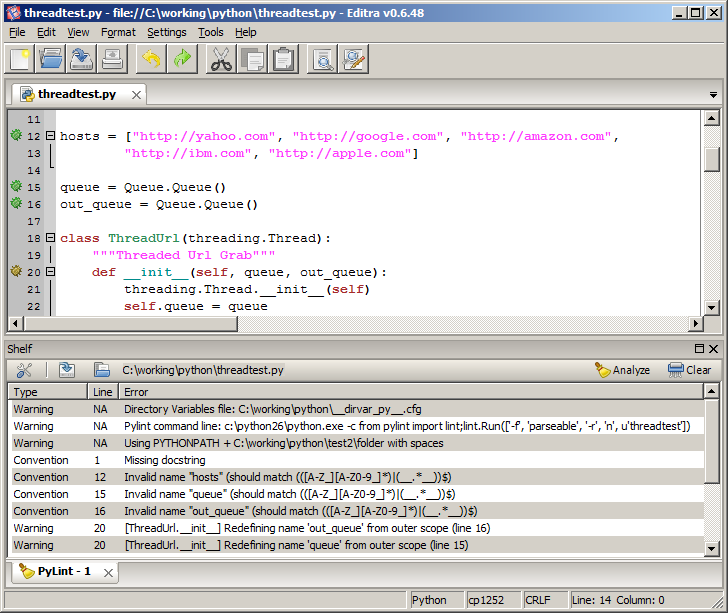 threadtest.py - file://C:\working\python\threadtest.py - Editra v0.6.48
File Edit View Format Settings Tools Help
threadtest.py
11
12 hosts = ["http://yahoo.com", "http://google.com", "http://amazon.com",
13 "http://ibm.com", "http://apple.com"]
14
15 queue = Queue.Queue()
16 out_queue = Queue.Queue()
17
18 class ThreadUrl(threading.Thread):
19 """Threaded Url Grab"""
20 def __init__(self, queue, out_queue):
21 threading.Thread.__init__(self)
22 self.queue = queue
Shelf
C:\working\python\threadtest.py Analyze Clear
Type Line Error
Warning NA Directory Variables file: C:\working\python\__dirvar_py__.cfg
Warning NA Pylint command line: c:\python26\python.exe -c from pylint import lint;lint.Run(['-f', 'parseable', '-r', 'n', u'threadtest'])
Warning NA Using PYTHONPATH + C:\working\python\test2\folder with spaces
Convention 1 Missing docstring
Convention 12 Invalid name "hosts" (should match (([A-Z_][A-Z0-9_]*)|(__.*__))$)
Convention 15 Invalid name "queue" (should match (([A-Z_][A-Z0-9_]*)|(__.*__))$)
Convention 16 Invalid name "out_queue" (should match (([A-Z_][A-Z0-9_]*)|(__.*__))$)
Warning 20 [ThreadUrl.__init__] Redefining name 'out_queue' from outer scope (line 16)
Warning 20 [ThreadUrl.__init__] Redefining name 'queue' from outer scope (line 15)
PyLint - 1
Python cp1252 CRLF Line: 14 Column: 0